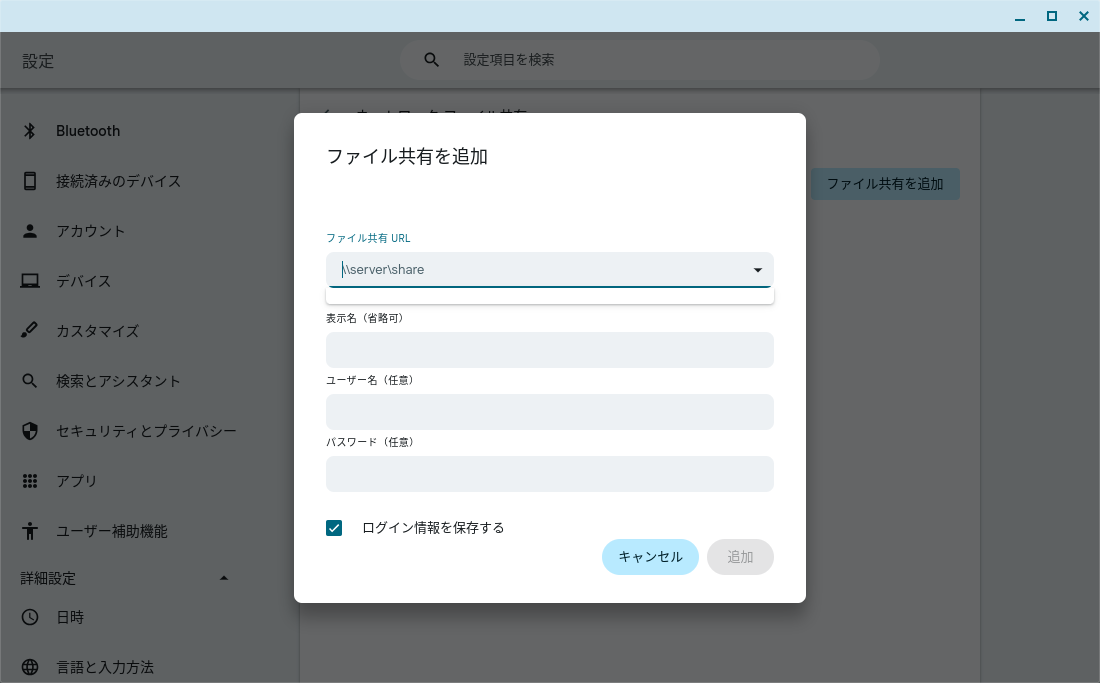 設定
設定項目を検索
Bluetooth
接続済みのデバイス
アカウント
デバイス
カスタマイズ
検索とアシスタント
セキュリティとプライバシー
アプリ
ユーザー補助機能
詳細設定
日時
言語と入力方法
ファイル共有を追加
ファイル共有を追加
ファイル共有 URL
\\server\share
表示名（省略可）
ユーザー名（任意）
パスワード（任意）
ログイン情報を保存する
キャンセル
追加